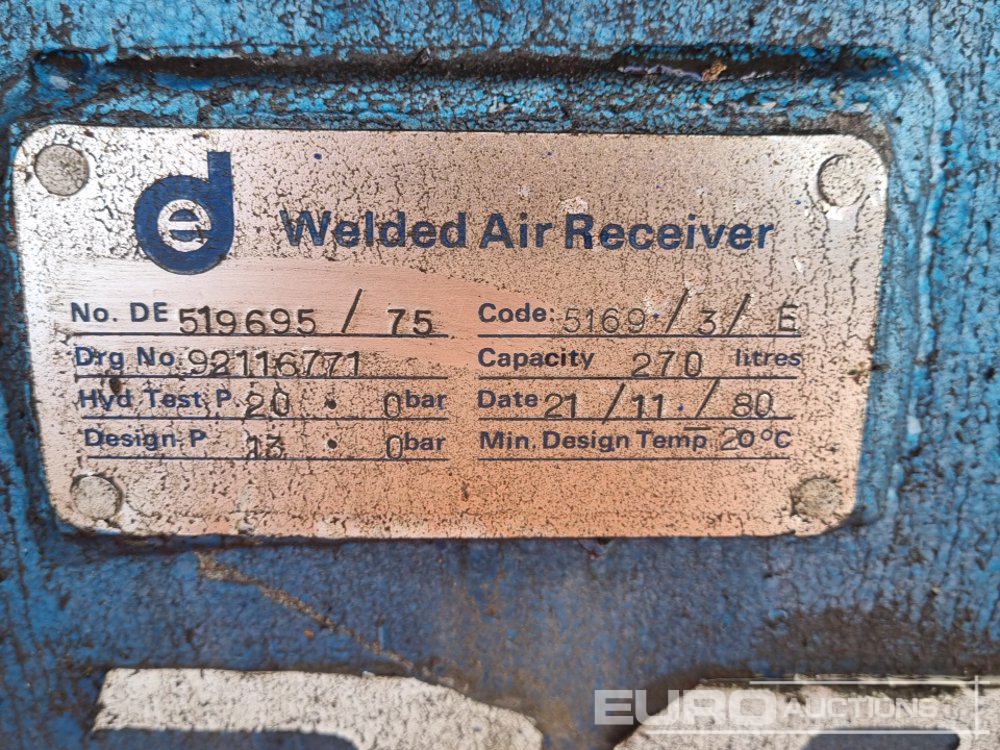 de Welded Air Receiver
No. DE 519695 / 75
Drg No. 92116771
Hyd Test P 20 • 0 bar
Design P 13 • 0 bar
Code: 5169 / 3 / E
Capacity 270 litres
Date 21 / 11 / 80
Min. Design Temp -20°C
EURO AUCTIONS